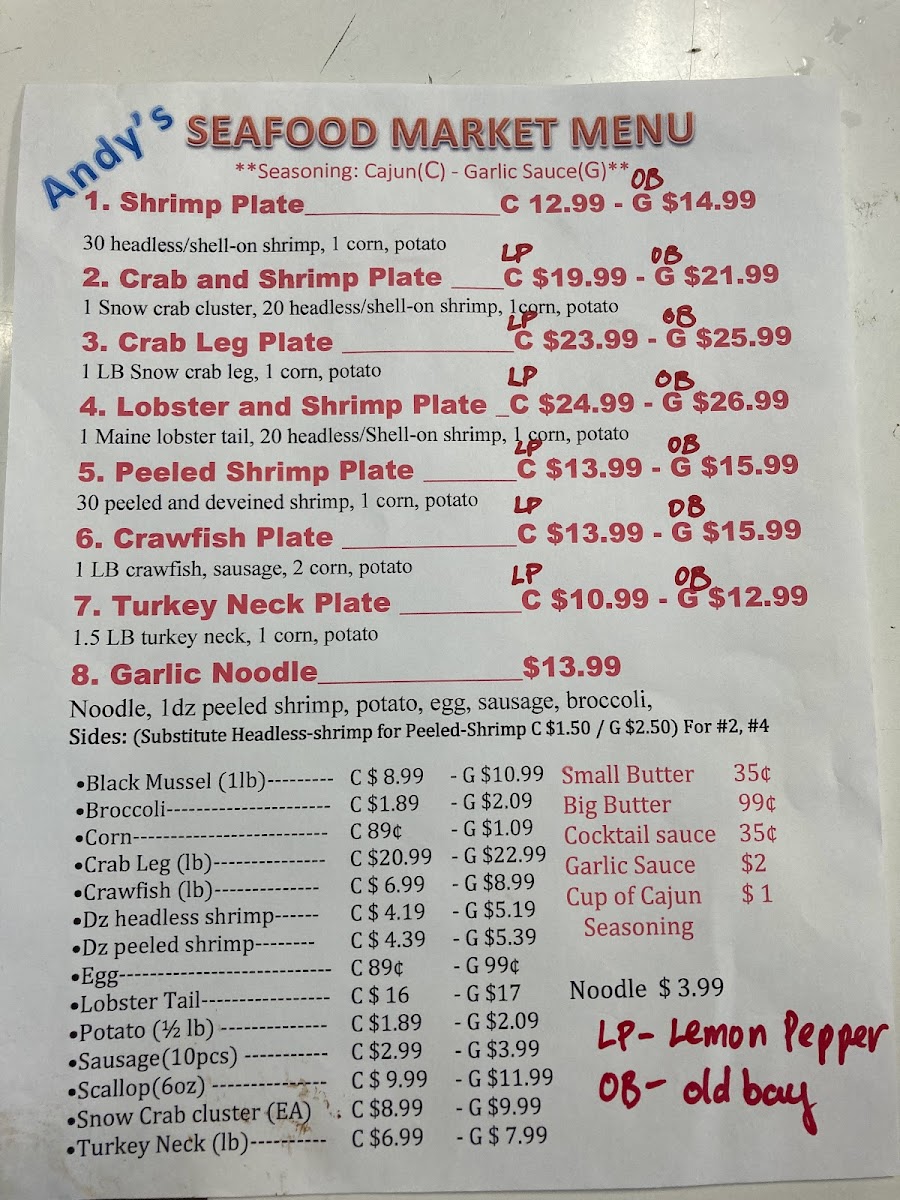 Andy's
SEAFOOD MARKET MENU
**Seasoning: Cajun(C) - Garlic Sauce(G)**
OB
1. Shrimp Plate______________C 12.99 - G $14.99
30 headless/shell-on shrimp, 1 corn, potato
LP OB
2. Crab and Shrimp Plate ____C $19.99 - G $21.99
1 Snow crab cluster, 20 headless/shell-on shrimp, 1corn, potato
LP OB
3. Crab Leg Plate ____________C $23.99 - G $25.99
1 LB Snow crab leg, 1 corn, potato
LP OB
4. Lobster and Shrimp Plate _C $24.99 - G $26.99
1 Maine lobster tail, 20 headless/Shell-on shrimp, 1 corn, potato
LP OB
5. Peeled Shrimp Plate _______C $13.99 - G $15.99
30 peeled and deveined shrimp, 1 corn, potato
LP OB
6. Crawfish Plate ____________C $13.99 - G $15.99
1 LB crawfish, sausage, 2 corn, potato
LP OB
7. Turkey Neck Plate _________C $10.99 - G $12.99
1.5 LB turkey neck, 1 corn, potato
8. Garlic Noodle______________$13.99
Noodle, 1dz peeled shrimp, potato, egg, sausage, broccoli,
Sides: (Substitute Headless-shrimp for Peeled-Shrimp C $1.50 / G $2.50) For #2, #4
•Black Mussel (1lb)--------- C $ 8.99 - G $10.99
•Broccoli---------------------- C $1.89 - G $2.09
•Corn-------------------------- C 89¢ - G $1.09
•Crab Leg (lb)--------------- C $20.99 - G $22.99
•Crawfish (lb)-------------- C $ 6.99 - G $8.99
•Dz headless shrimp------ C $ 4.19 - G $5.19
•Dz peeled shrimp-------- C $ 4.39 - G $5.39
•Egg---------------------------- C 89¢ - G 99¢
•Lobster Tail----------------- C $ 16 - G $17
•Potato (½ lb) -------------- C $1.89 - G $2.09
•Sausage(10pcs) ----------- C $2.99 - G $3.99
•Scallop(6oz) --------------- C $ 9.99 - G $11.99
•Snow Crab cluster (EA) C $8.99 - G $9.99
•Turkey Neck (lb)---------- C $6.99 - G $ 7.99
Small Butter 35¢
Big Butter 99¢
Cocktail sauce 35¢
Garlic Sauce $2
Cup of Cajun $ 1
Seasoning
Noodle $ 3.99
LP- Lemon Pepper
OB- old bay